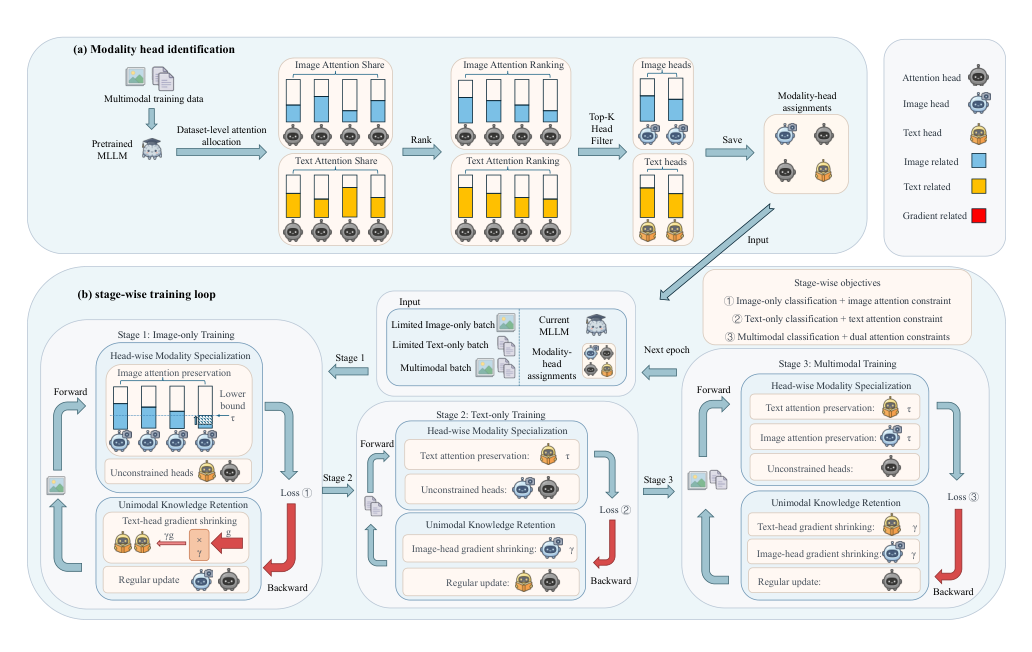 (a) Modality head identification
Multimodal training data
Pretrained
MLLM
Dataset-level attention
allocation
Image Attention Share
Text Attention Share
Rank
Image Attention Ranking
Text Attention Ranking
Top-K
Head
Filter
Image heads
Text heads
Save
Modality-head
assignments
Input
Attention head
Image head
Text head
Image related
Text related
Gradient related
(b) stage-wise training loop
Stage-wise objectives
① Image-only classification + image attention constraint
② Text-only classification + text attention constraint
③ Multimodal classification + dual attention constraints
Input
Limited Image-only batch
Limited Text-only batch
Multimodal batch
Current
MLLM
Modality-
head
assignments
Next epoch
Stage 1
Stage 1: Image-only Training
Head-wise Modality Specialization
Image attention preservation
Lower
bound
τ
Unconstrained heads
Forward
Unimodal Knowledge Retention
Text-head gradient shrinking
γg
×
γ
g
Regular update
Loss ①
Backward
Stage 2
Stage 2: Text-only Training
Head-wise Modality Specialization
Text attention preservation: τ
Unconstrained heads:
Forward
Unimodal Knowledge Retention
Image-head gradient shrinking: γ
Regular update:
Loss ②
Backward
Stage 3
Stage 3: Multimodal Training
Head-wise Modality Specialization
Text attention preservation: τ
Image attention preservation: τ
Unconstrained heads:
Forward
Unimodal Knowledge Retention
Text-head gradient shrinking: γ
Image-head gradient shrinking: γ
Regular update:
Loss ③
Backward